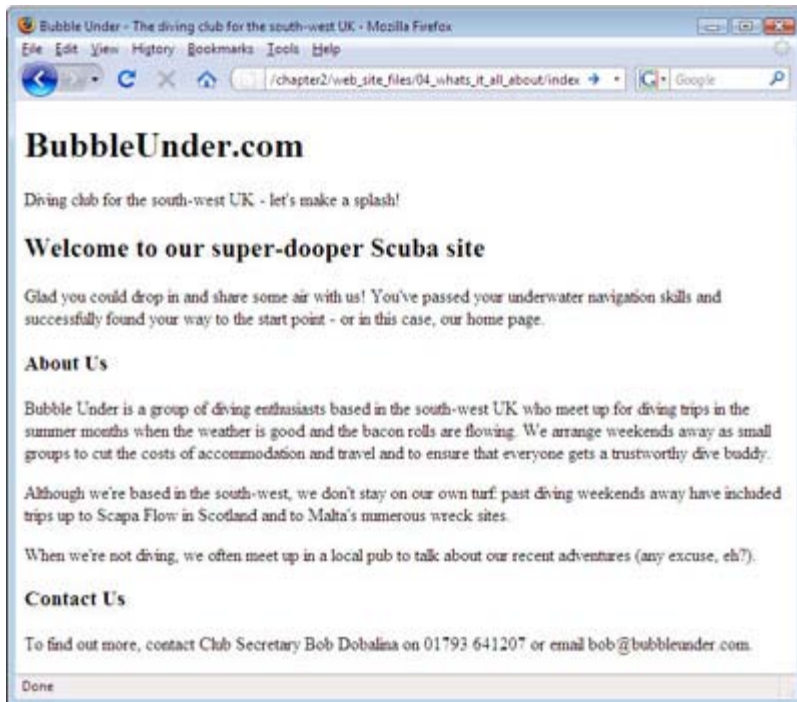 Bubble Under - The diving club for the south-west UK - Mozilla Firefox
File Edit View History Bookmarks Tools Help
/chapter2/web_site_files/04_whats_it_all_about/index
Google
BubbleUnder.com
Diving club for the south-west UK - let's make a splash!
Welcome to our super-dooper Scuba site
Glad you could drop in and share some air with us! You've passed your underwater navigation skills and
successfully found your way to the start point - or in this case, our home page.
About Us
Bubble Under is a group of diving enthusiasts based in the south-west UK who meet up for diving trips in the
summer months when the weather is good and the bacon rolls are flowing. We arrange weekends away as small
groups to cut the costs of accommodation and travel and to ensure that everyone gets a trustworthy dive buddy.
Although we're based in the south-west, we don't stay on our own turf: past diving weekends away have included
trips up to Scapa Flow in Scotland and to Malta's numerous wreck sites.
When we're not diving, we often meet up in a local pub to talk about our recent adventures (any excuse, eh?).
Contact Us
To find out more, contact Club Secretary Bob Dobalina on 01793 641207 or email bob@bubbleunder.com.
Done